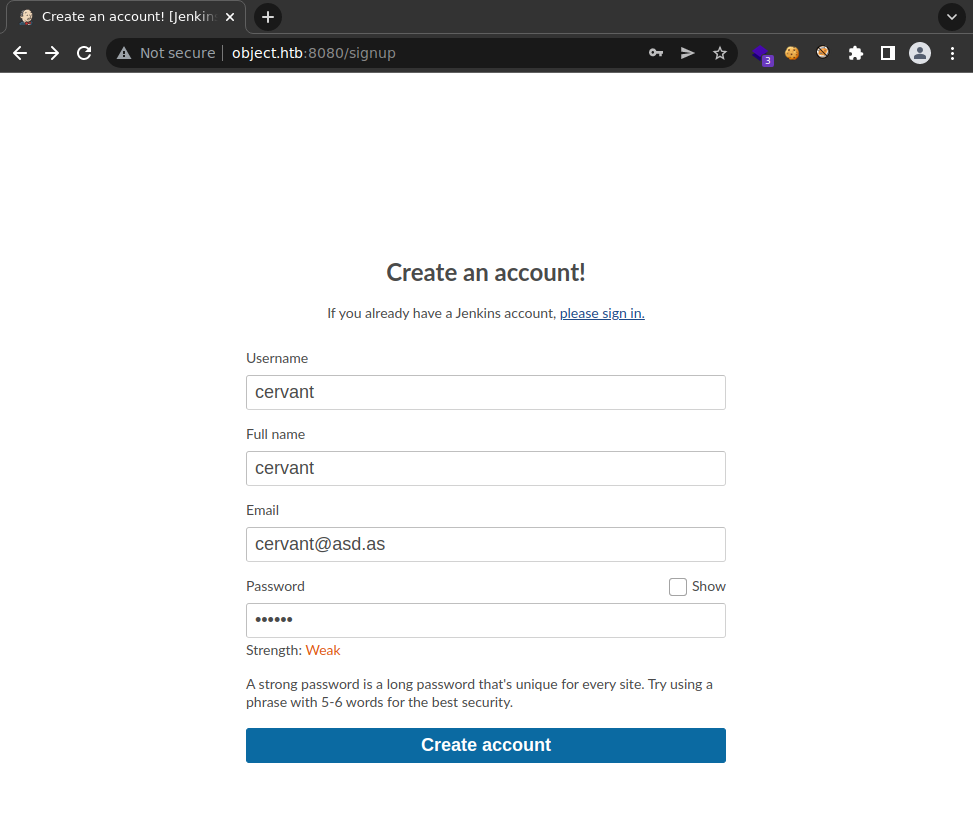 Create an account! [Jenkin
Not secure object.htb:8080/signup
3
Create an account!
If you already have a Jenkins account, please sign in.
Username
cervant
Full name
cervant
Email
cervant@asd.as
Password
Show
••••••
Strength: Weak
A strong password is a long password that's unique for every site. Try using a
phrase with 5-6 words for the best security.
Create account